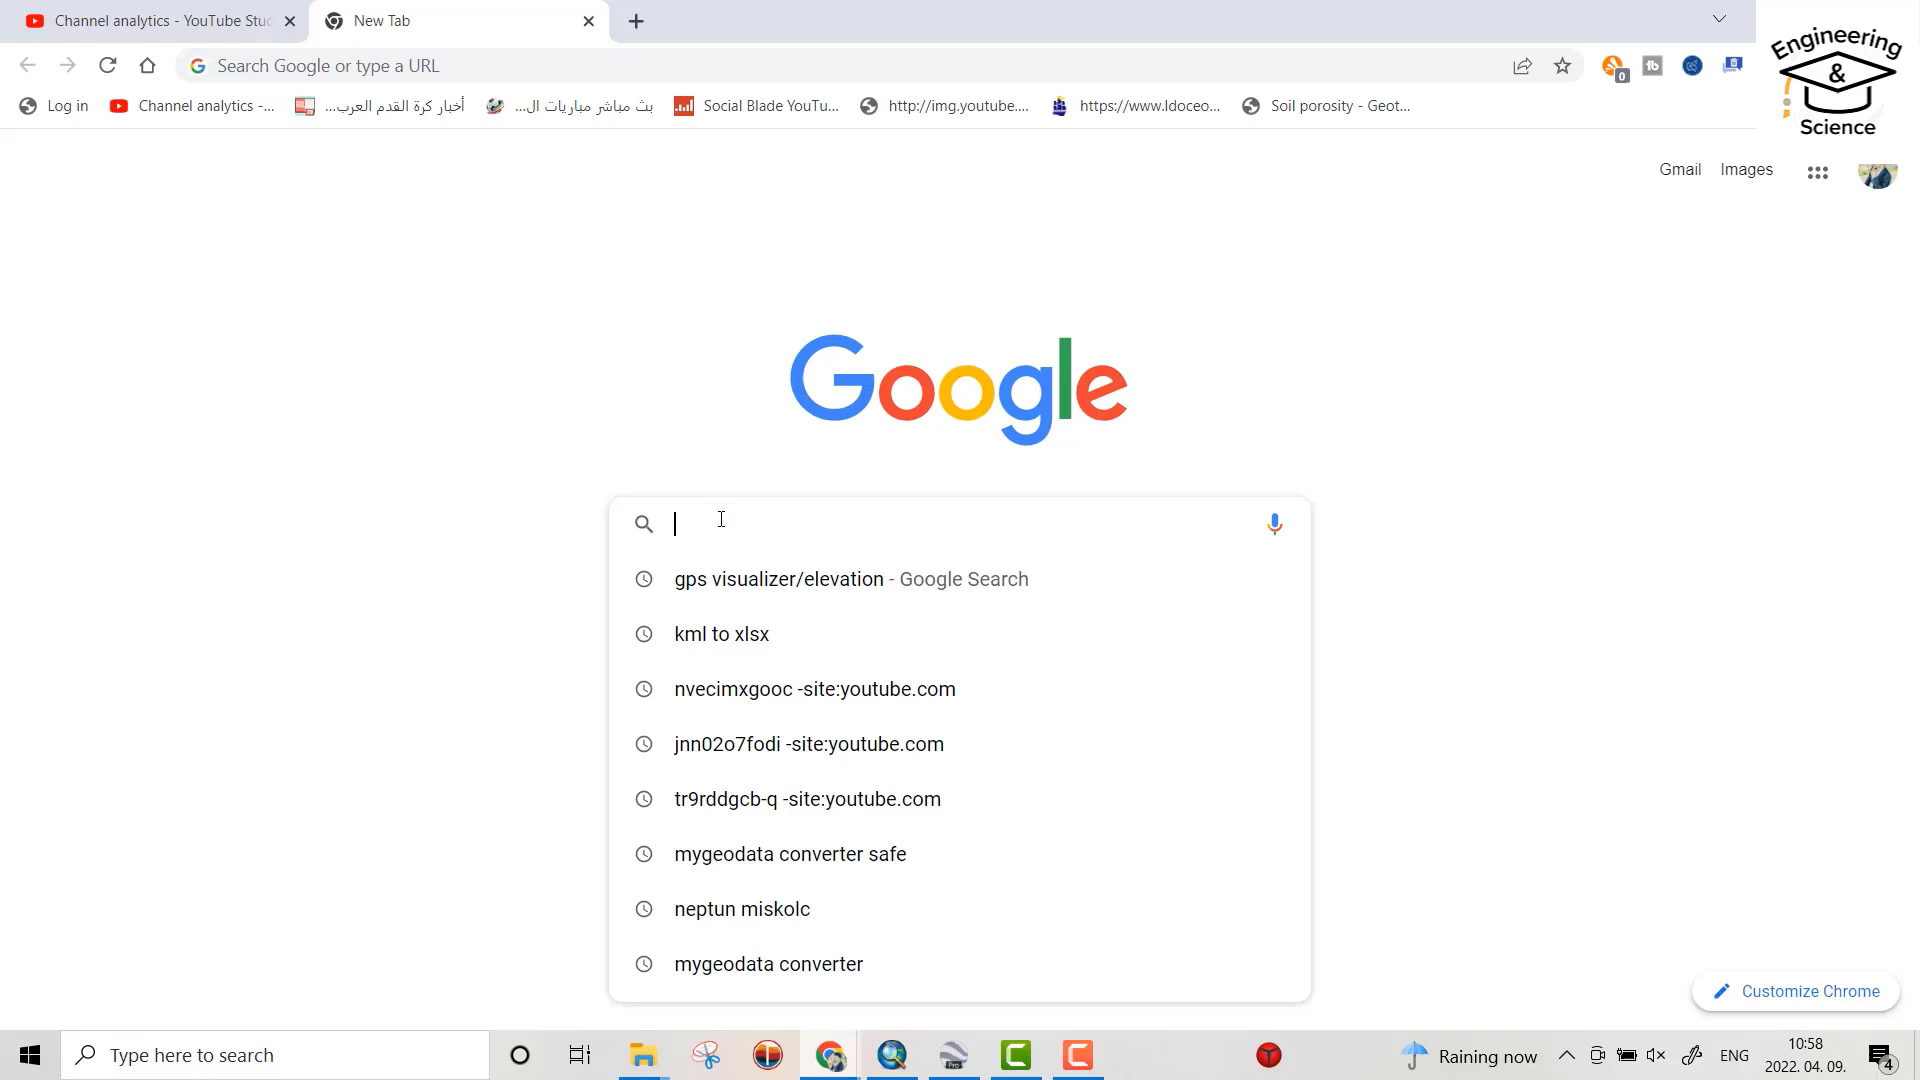 Channel analytics - YouTube Stud
New Tab
Search Google or type a URL
0
Log in
Channel analytics -...
أخبار كرة القدم العرب...
بث مباشر مباريات ال...
Social Blade YouTu...
http://img.youtube....
https://www.ldoceo...
Soil porosity - Geot...
Engineering
&
Science
Gmail
Images
Google
gps visualizer/elevation - Google Search
kml to xlsx
nvecimxgooc -site:youtube.com
jnn02o7fodi -site:youtube.com
tr9rddgcb-q -site:youtube.com
mygeodata converter safe
neptun miskolc
mygeodata converter
Customize Chrome
Type here to search
Pro
Raining now
ENG
10:58
2022. 04. 09.
4